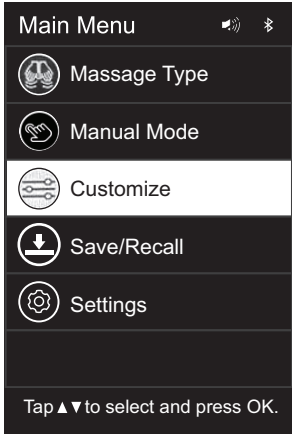 Main Menu
Massage Type
Manual Mode
Customize
Save/Recall
Settings
Tap▲▼to select and press OK.